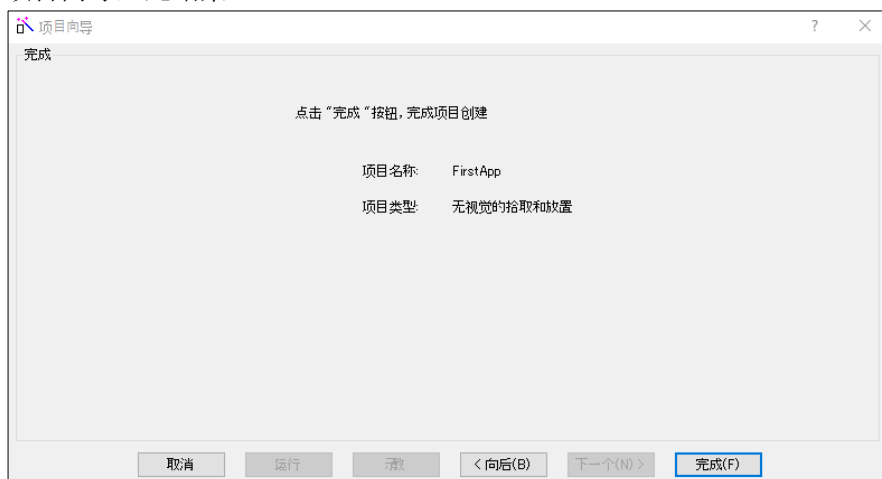 项目向导
?
完成
点击 “完成 “按钮, 完成项目创建
项目名称: FirstApp
项目类型: 无视觉的拾取和放置
取消 运行 示教 < 向后(B) 下一个(N) > 完成(F)